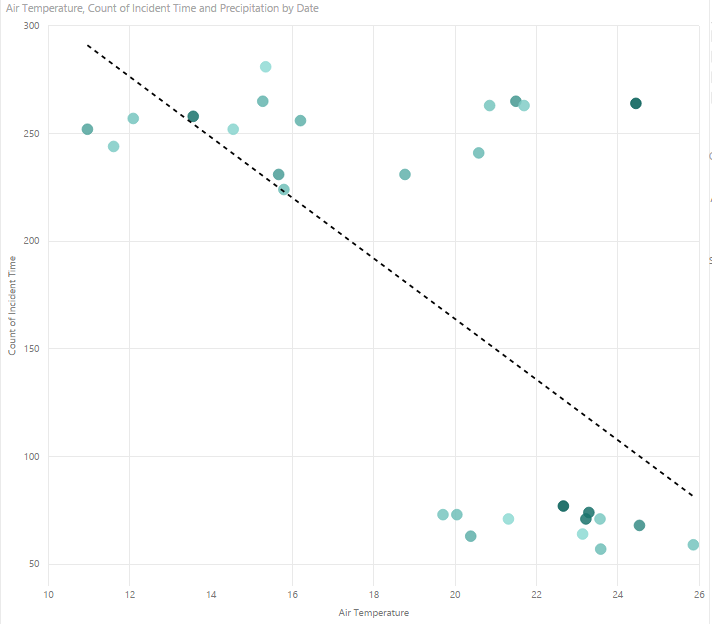 Air Temperature, Count of Incident Time and Precipitation by Date
300
250
200
150
100
50
Count of Incident Time
10 12 14 16 18 20 22 24 26
Air Temperature